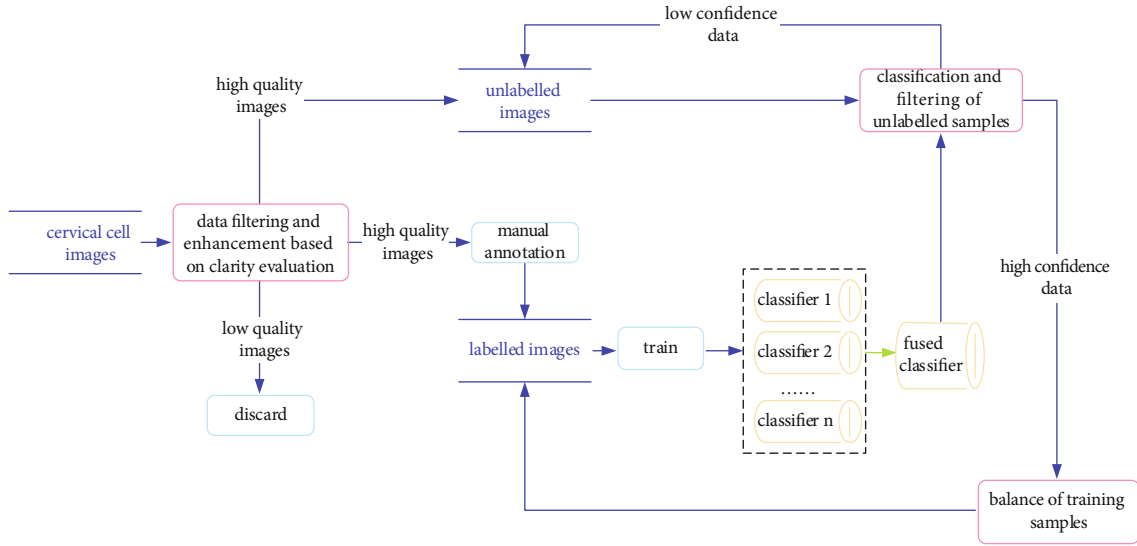 low confidence
data
high quality
images
unlabelled
images
classification and
filtering of
unlabelled samples
cervical cell
images
data filtering and
enhancement based
on clarity evaluation
high quality
images
manual
annotation
high confidence
data
low quality
images
discard
labelled images
train
classifier 1
classifier 2
......
classifier n
fused
classifier
balance of training
samples